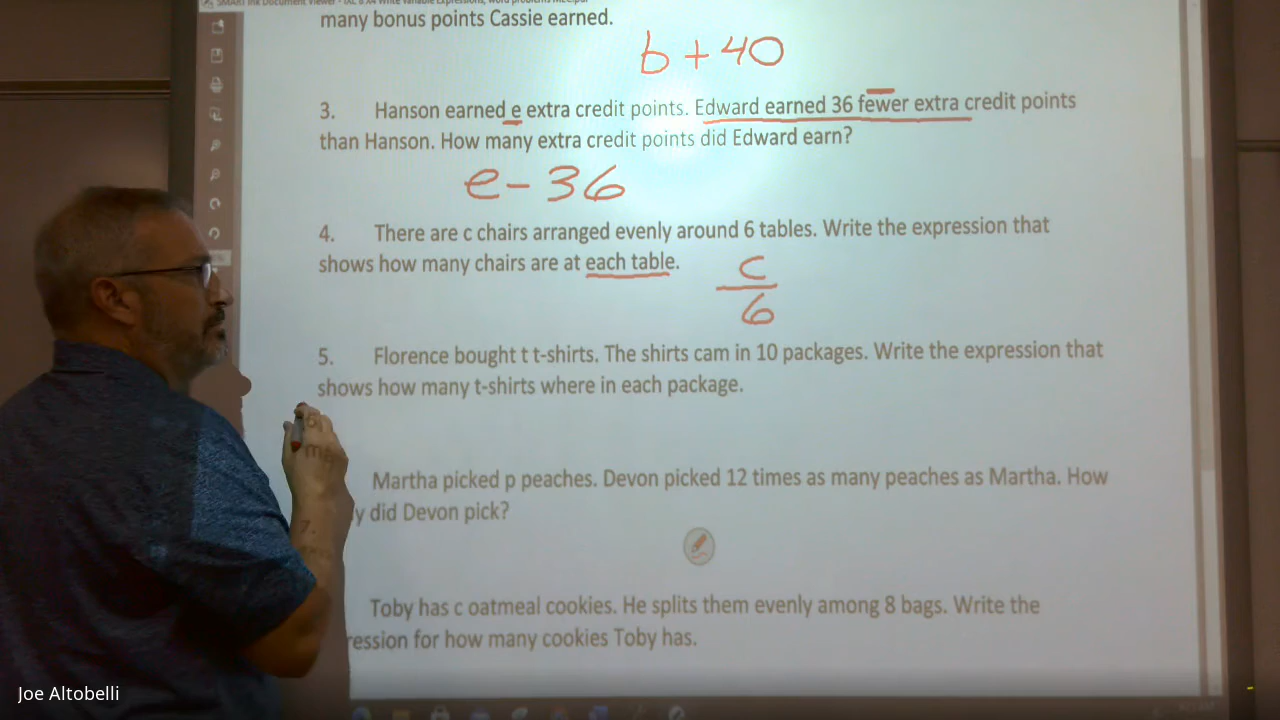 many bonus points Cassie earned.
b + 40
3. Hanson earned e extra credit points. Edward earned 36 fewer extra credit points
than Hanson. How many extra credit points did Edward earn?
e - 36
4. There are c chairs arranged evenly around 6 tables. Write the expression that
shows how many chairs are at each table.
c
6
5. Florence bought t t-shirts. The shirts cam in 10 packages. Write the expression that
shows how many t-shirts where in each package.
Martha picked p peaches. Devon picked 12 times as many peaches as Martha. How
y did Devon pick?
7.
Toby has c oatmeal cookies. He splits them evenly among 8 bags. Write the
ression for how many cookies Toby has.
Joe Altobelli